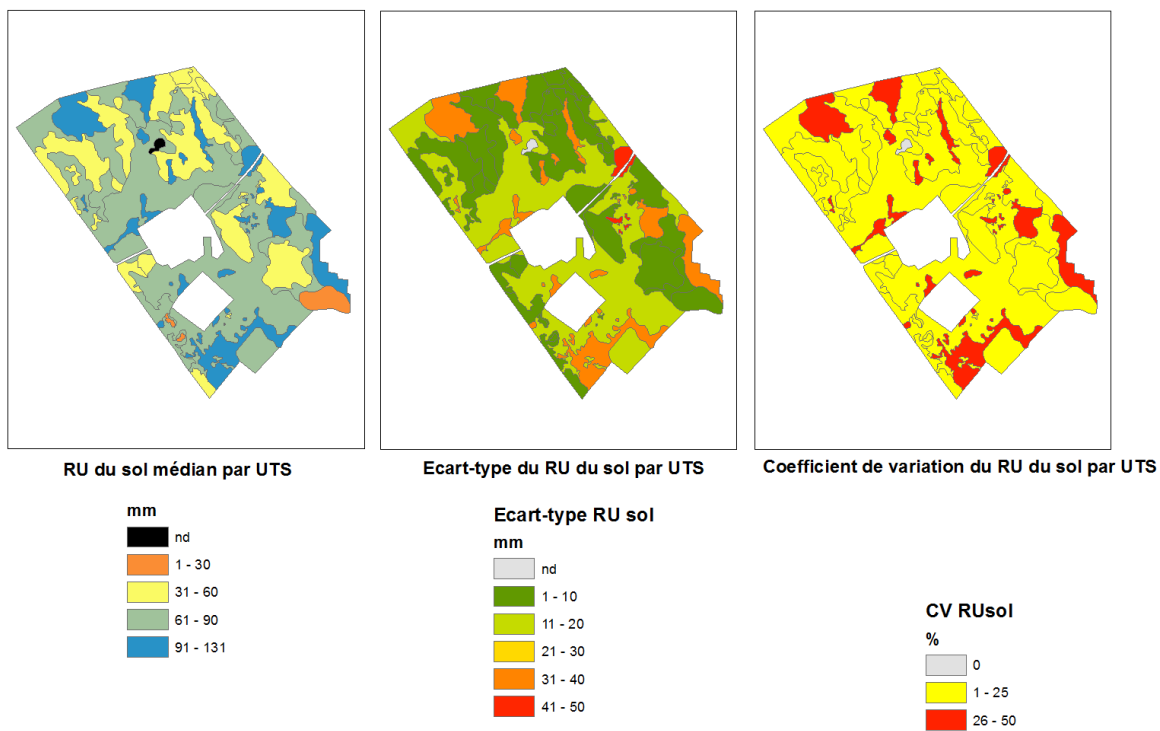 RU du sol médian par UTS
mm
nd
1 - 30
31 - 60
61 - 90
91 - 131
Ecart-type du RU du sol par UTS
Ecart-type RU sol
mm
nd
1 - 10
11 - 20
21 - 30
31 - 40
41 - 50
Coefficient de variation du RU du sol par UTS
CV RUsol
%
0
1 - 25
26 - 50